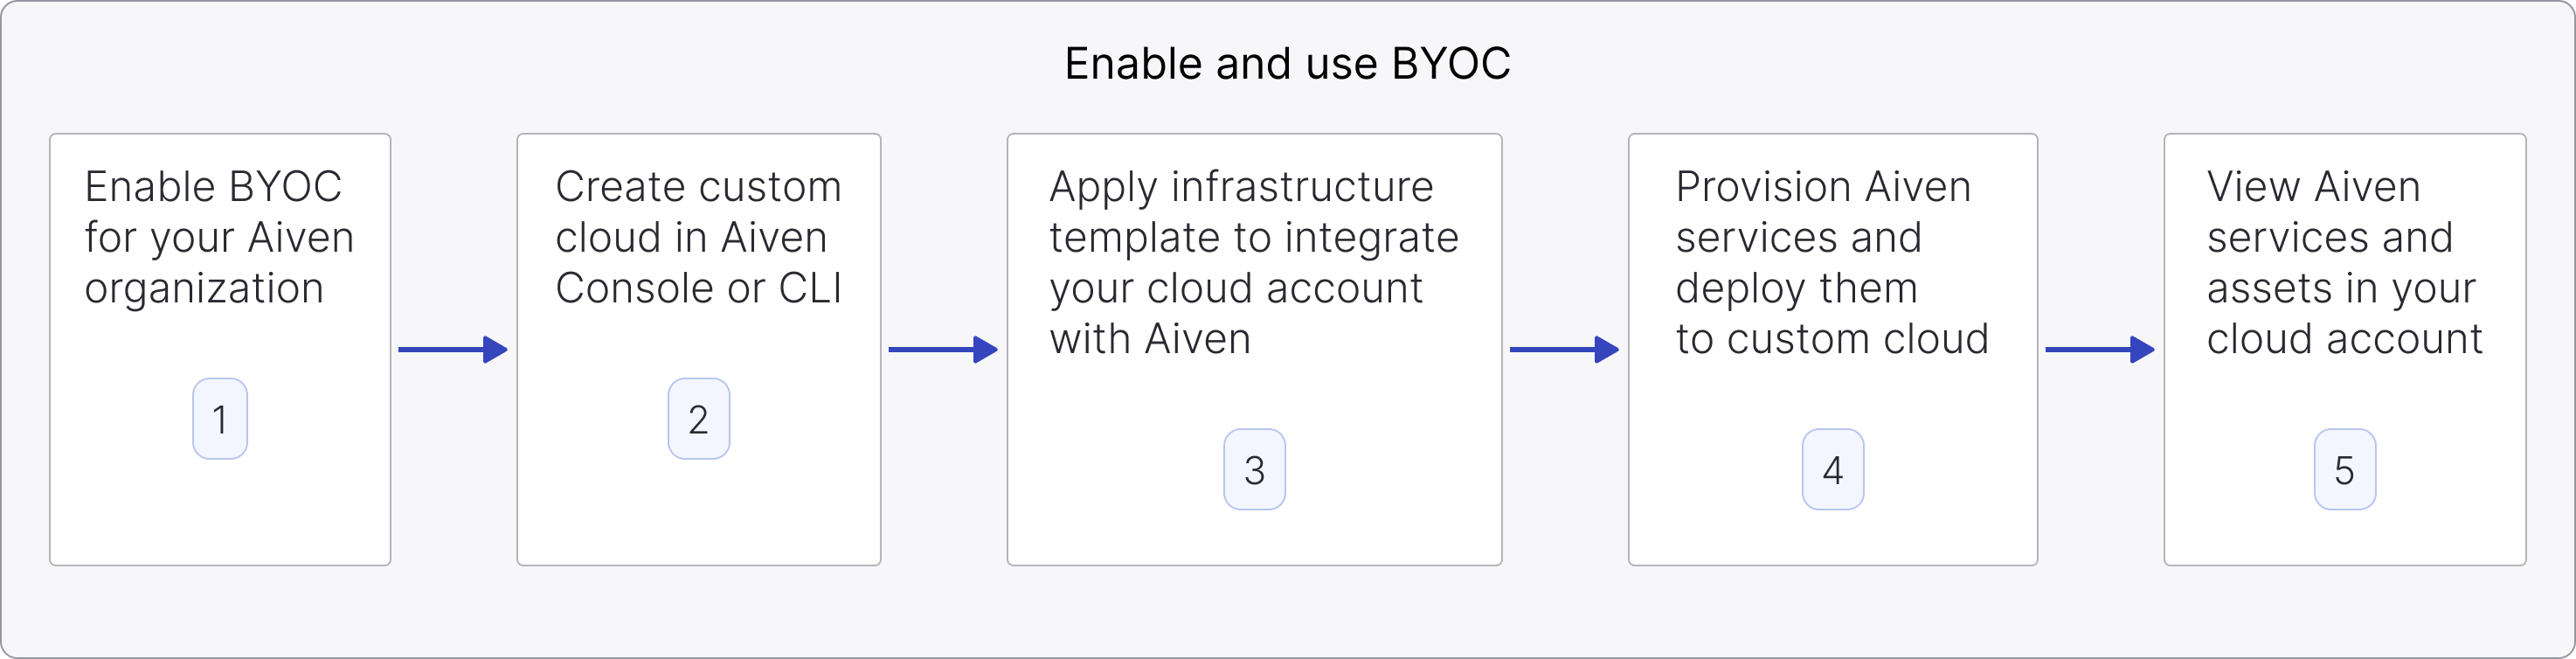 Enable and use BYOC
Enable BYOC
for your Aiven
organization
1
Create custom
cloud in Aiven
Console or CLI
2
Apply infrastructure
template to integrate
your cloud account
with Aiven
3
Provision Aiven
services and
deploy them
to custom cloud
4
View Aiven
services and
assets in your
cloud account
5